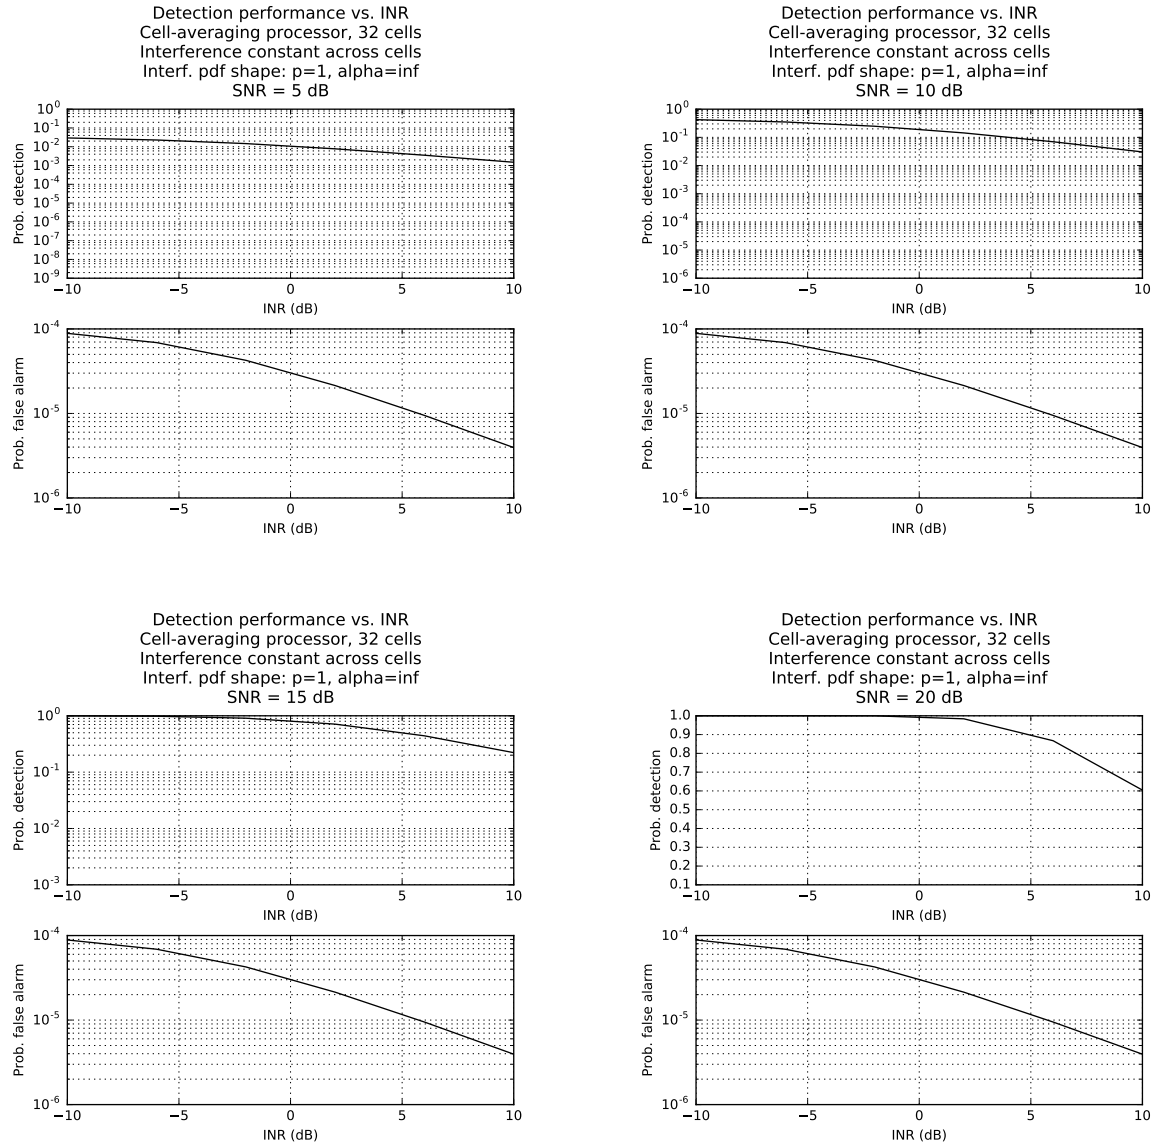 Detection performance vs. INR
Cell-averaging processor, 32 cells
Interference constant across cells
Interf. pdf shape: p=1, alpha=inf
SNR = 5 dB
Prob. detection
10^0
10^-1
10^-2
10^-3
10^-4
10^-5
10^-6
10^-7
10^-8
10^-9
−10 −5 0 5 10
INR (dB)
Prob. false alarm
10^-4
10^-5
10^-6
−10 −5 0 5 10
INR (dB)
Detection performance vs. INR
Cell-averaging processor, 32 cells
Interference constant across cells
Interf. pdf shape: p=1, alpha=inf
SNR = 10 dB
Prob. detection
10^0
10^-1
10^-2
10^-3
10^-4
10^-5
10^-6
−10 −5 0 5 10
INR (dB)
Prob. false alarm
10^-4
10^-5
10^-6
−10 −5 0 5 10
INR (dB)
Detection performance vs. INR
Cell-averaging processor, 32 cells
Interference constant across cells
Interf. pdf shape: p=1, alpha=inf
SNR = 15 dB
Prob. detection
10^0
10^-1
10^-2
10^-3
−10 −5 0 5 10
INR (dB)
Prob. false alarm
10^-4
10^-5
10^-6
−10 −5 0 5 10
INR (dB)
Detection performance vs. INR
Cell-averaging processor, 32 cells
Interference constant across cells
Interf. pdf shape: p=1, alpha=inf
SNR = 20 dB
Prob. detection
1.0
0.9
0.8
0.7
0.6
0.5
0.4
0.3
0.2
0.1
−10 −5 0 5 10
INR (dB)
Prob. false alarm
10^-4
10^-5
10^-6
−10 −5 0 5 10
INR (dB)